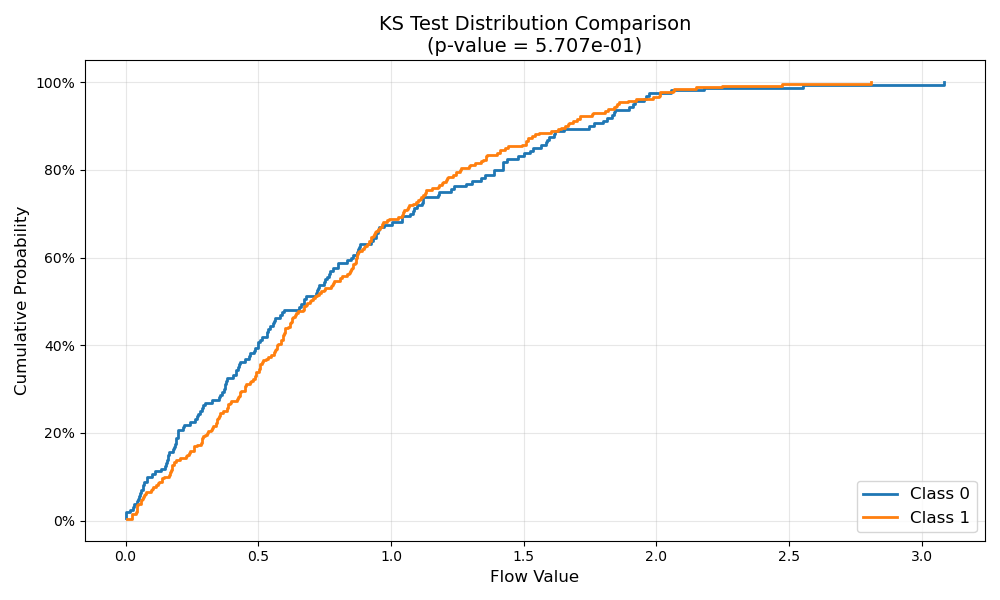 KS Test Distribution Comparison
(p-value = 5.707e-01)
Cumulative Probability
100%
80%
60%
40%
20%
0%
0.0 0.5 1.0 1.5 2.0 2.5 3.0
Flow Value
Class 0
Class 1